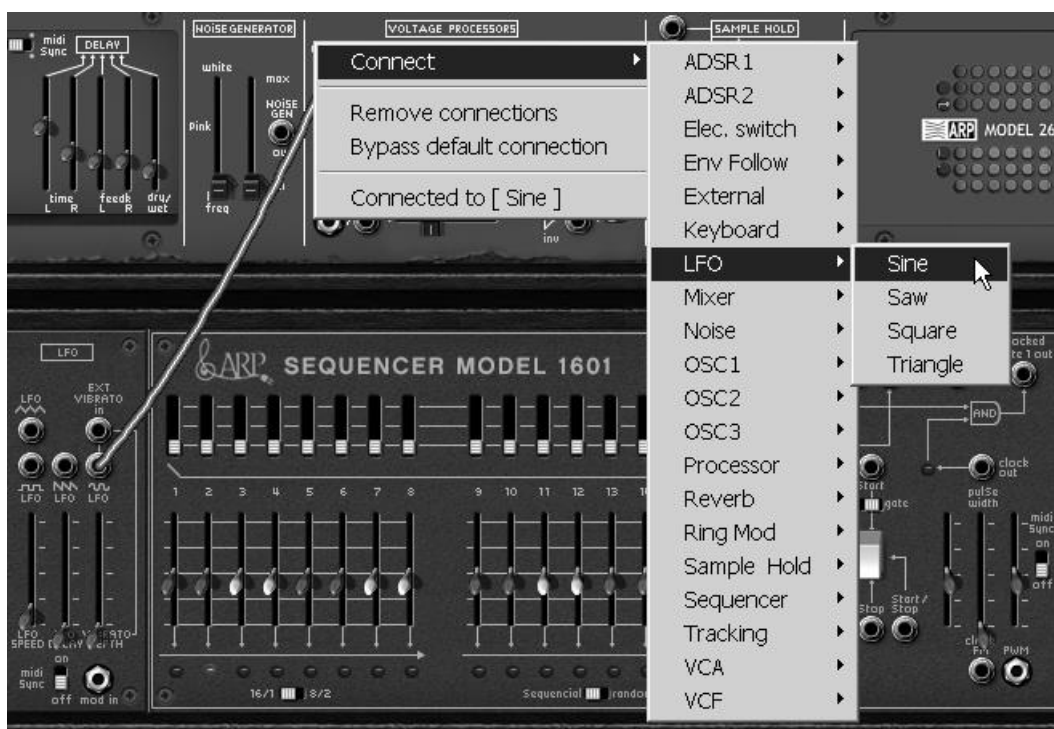 midi
Sync
DELAY
time
L R
feedk
L R
dry/
wet
NOISE GENERATOR
white
Pink
max
NOISE
GEN
freq
VOLTAGE PROCESSORS
inv
SAMPLE HOLD
ARP MODEL 26
Connect
Remove connections
Bypass default connection
Connected to [ Sine ]
ADSR1
ADSR2
Elec. switch
Env Follow
External
Keyboard
LFO
Mixer
Noise
OSC1
OSC2
OSC3
Processor
Reverb
Ring Mod
Sample Hold
Sequencer
Tracking
VCA
VCF
Sine
Saw
Square
Triangle
LFO
EXT
VIBRATO
in
LFO
LFO LFO LFO
LFO
SPEED
midi
Sync
on
off
mod in
ARP SEQUENCER MODEL 1601
1 2 3 4 5 6 7 8 9 10 11 12 13
16/1 8/2
Sequencial
AND
clock
out
Start
gate
pulse
width
midi
Sync
on
off
Stop
Start/
Stop
FM
PWM